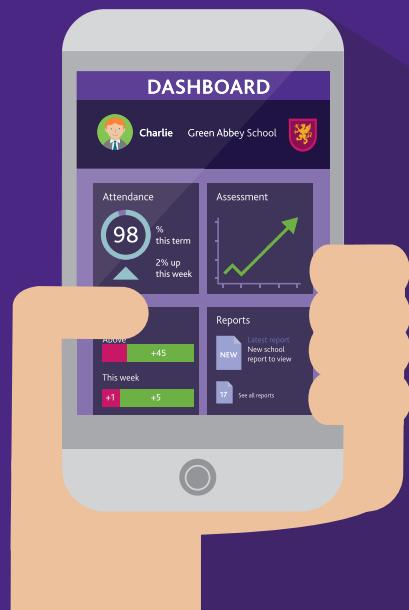 DASHBOARD
Charlie
Green Abbey School
Attendance
98
%
this term
2% up
this week
Assessment
Above
+45
This week
+1
+5
Reports
NEW
Latest report
New school
report to view
17
See all reports